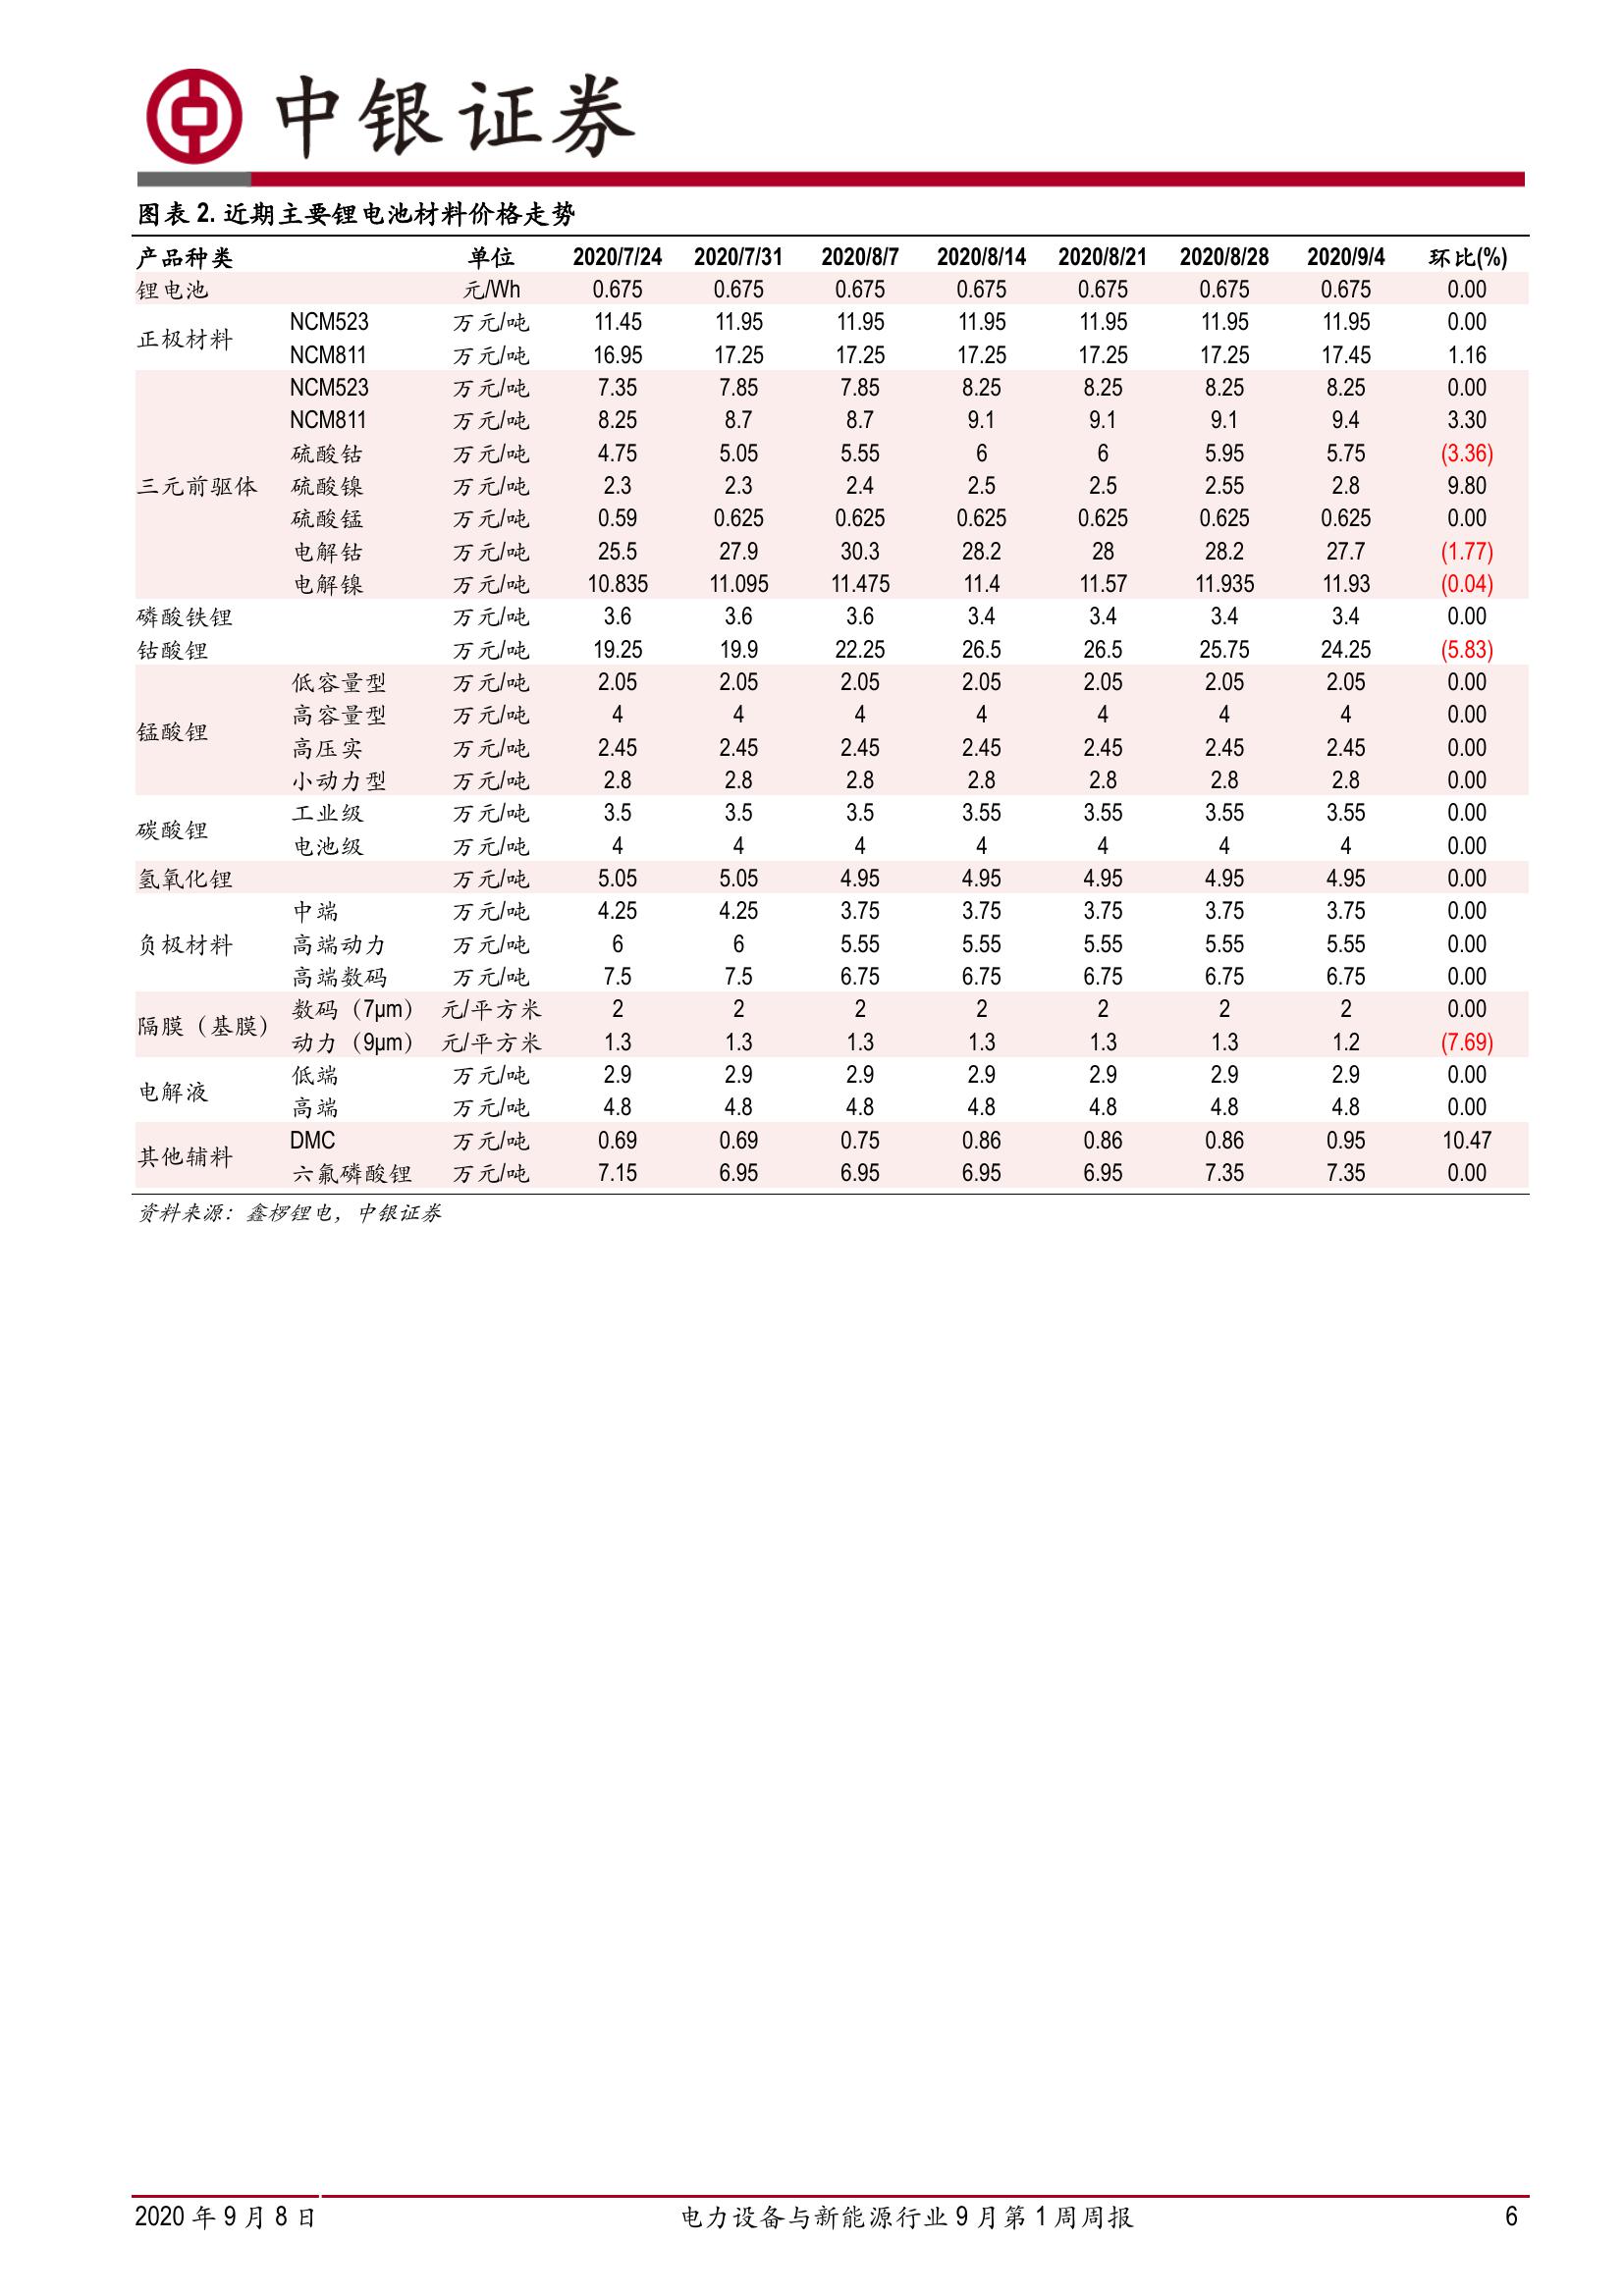 中银证券
图表 2. 近期主要锂电池材料价格走势
产品种类 单位 2020/7/24 2020/7/31 2020/8/7 2020/8/14 2020/8/21 2020/8/28 2020/9/4 环比(%)
锂电池 元/Wh 0.675 0.675 0.675 0.675 0.675 0.675 0.675 0.00
正极材料 NCM523 万元/吨 11.45 11.95 11.95 11.95 11.95 11.95 11.95 0.00
NCM811 万元/吨 16.95 17.25 17.25 17.25 17.25 17.25 17.45 1.16
三元前驱体 NCM523 万元/吨 7.35 7.85 7.85 8.25 8.25 8.25 8.25 0.00
NCM811 万元/吨 8.25 8.7 8.7 9.1 9.1 9.1 9.4 3.30
硫酸钴 万元/吨 4.75 5.05 5.55 6 6 5.95 5.75 (3.36)
硫酸镍 万元/吨 2.3 2.3 2.4 2.5 2.5 2.55 2.8 9.80
硫酸锰 万元/吨 0.59 0.625 0.625 0.625 0.625 0.625 0.625 0.00
电解钴 万元/吨 25.5 27.9 30.3 28.2 28 28.2 27.7 (1.77)
电解镍 万元/吨 10.835 11.095 11.475 11.4 11.57 11.935 11.93 (0.04)
磷酸铁锂 万元/吨 3.6 3.6 3.6 3.4 3.4 3.4 3.4 0.00
钴酸锂 万元/吨 19.25 19.9 22.25 26.5 26.5 25.75 24.25 (5.83)
锰酸锂 低容量型 万元/吨 2.05 2.05 2.05 2.05 2.05 2.05 2.05 0.00
高容量型 万元/吨 4 4 4 4 4 4 4 0.00
高压实 万元/吨 2.45 2.45 2.45 2.45 2.45 2.45 2.45 0.00
小动力型 万元/吨 2.8 2.8 2.8 2.8 2.8 2.8 2.8 0.00
碳酸锂 工业级 万元/吨 3.5 3.5 3.5 3.55 3.55 3.55 3.55 0.00
电池级 万元/吨 4 4 4 4 4 4 4 0.00
氢氧化锂 万元/吨 5.05 5.05 4.95 4.95 4.95 4.95 4.95 0.00
负极材料 中端 万元/吨 4.25 4.25 3.75 3.75 3.75 3.75 3.75 0.00
高端动力 万元/吨 6 6 5.55 5.55 5.55 5.55 5.55 0.00
高端数码 万元/吨 7.5 7.5 6.75 6.75 6.75 6.75 6.75 0.00
隔膜（基膜） 数码（7μm） 元/平方米 2 2 2 2 2 2 2 0.00
动力（9μm） 元/平方米 1.3 1.3 1.3 1.3 1.3 1.3 1.2 (7.69)
电解液 低端 万元/吨 2.9 2.9 2.9 2.9 2.9 2.9 2.9 0.00
高端 万元/吨 4.8 4.8 4.8 4.8 4.8 4.8 4.8 0.00
其他辅料 DMC 万元/吨 0.69 0.69 0.75 0.86 0.86 0.86 0.95 10.47
六氟磷酸锂 万元/吨 7.15 6.95 6.95 6.95 6.95 7.35 7.35 0.00
资料来源：鑫椤锂电，中银证券
2020 年 9 月 8 日 电力设备与新能源行业 9 月第 1 周周报 6